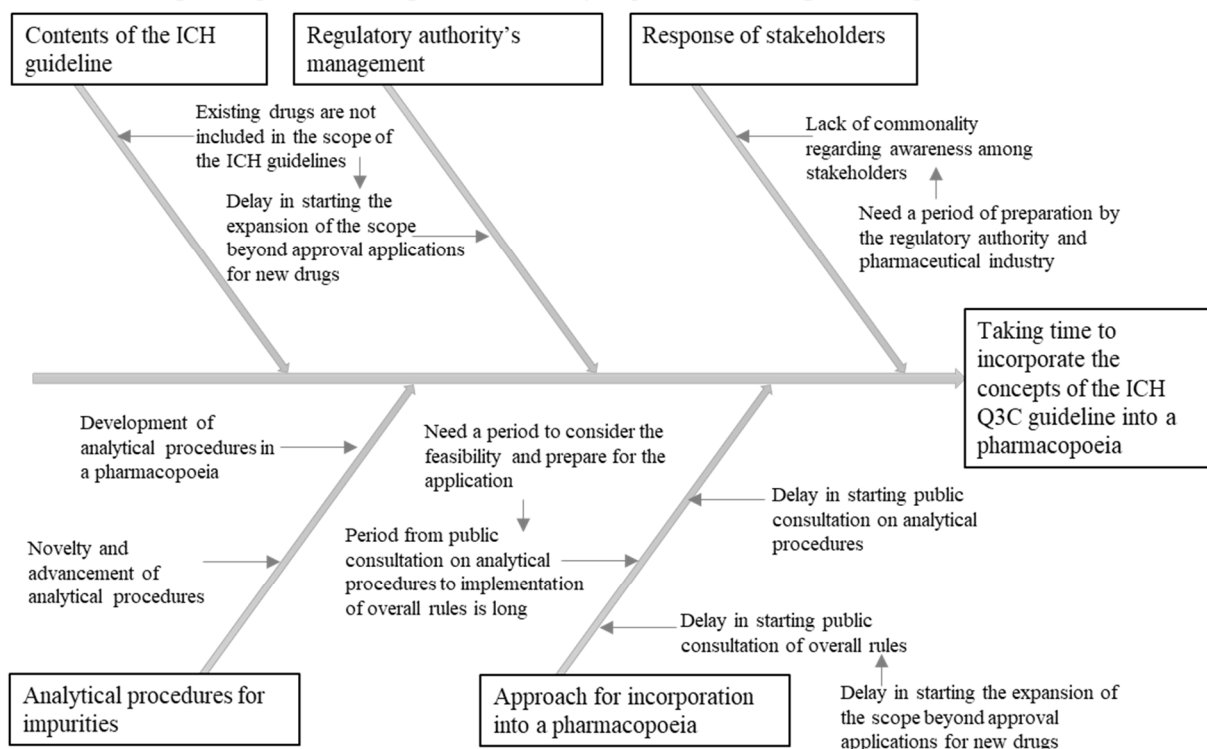 Contents of the ICH
guideline
Regulatory authority's
management
Response of stakeholders
Existing drugs are not
included in the scope of
the ICH guidelines
Delay in starting the
expansion of the scope
beyond approval applications
for new drugs
Lack of commonality
regarding awareness among
stakeholders
Need a period of preparation by
the regulatory authority and
pharmaceutical industry
Taking time to
incorporate the
concepts of the ICH
Q3C guideline into a
pharmacopoeia
Development of
analytical procedures in
a pharmacopoeia
Novelty and
advancement of
analytical procedures
Need a period to consider the
feasibility and prepare for the
application
Period from public
consultation on analytical
procedures to implementation
of overall rules is long
Delay in starting public
consultation on analytical
procedures
Delay in starting public
consultation of overall rules
Delay in starting the expansion of
the scope beyond approval
applications for new drugs
Analytical procedures for
impurities
Approach for incorporation
into a pharmacopoeia